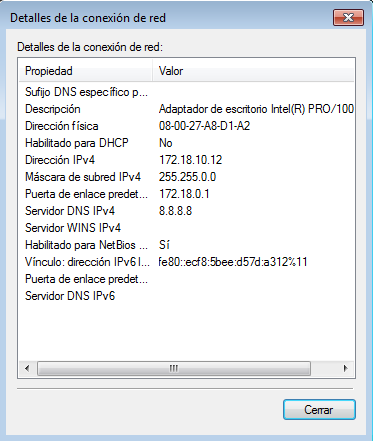 Detalles de la conexión de red
Detalles de la conexión de red:
Propiedad Valor
Sufijo DNS específico p...
Descripción Adaptador de escritorio Intel(R) PRO/100
Dirección física 08-00-27-A8-D1-A2
Habilitado para DHCP No
Dirección IPv4 172.18.10.12
Máscara de subred IPv4 255.255.0.0
Puerta de enlace predet... 172.18.0.1
Servidor DNS IPv4 8.8.8.8
Servidor WINS IPv4
Habilitado para NetBios ... Sí
Vínculo: dirección IPv6 l... fe80::ecf8:5bee:d57d:a312%11
Puerta de enlace predet...
Servidor DNS IPv6
Cerrar